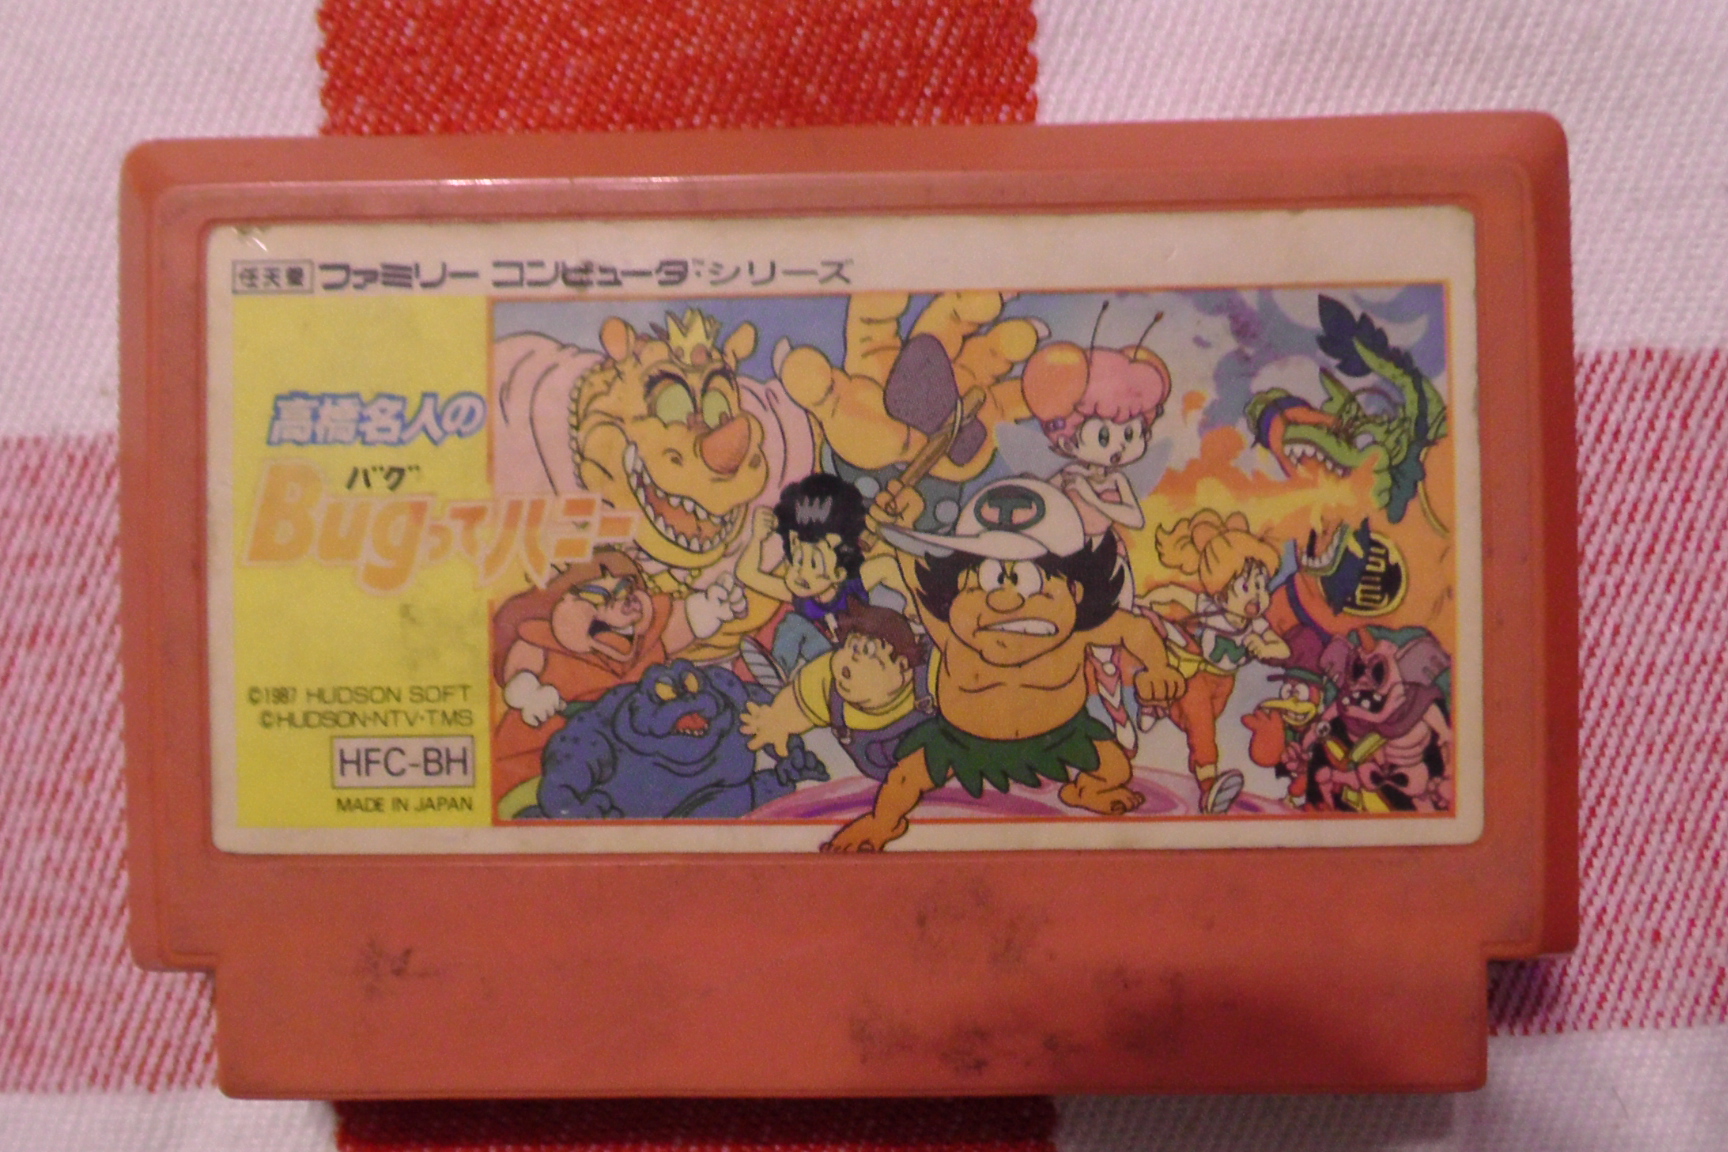 任天堂 ファミリー コンピュータ™・シリーズ
高橋名人の
バグ
Bugってハニー
©1987 HUDSON SOFT
©HUDSON・NTV・TMS
HFC-BH
MADE IN JAPAN